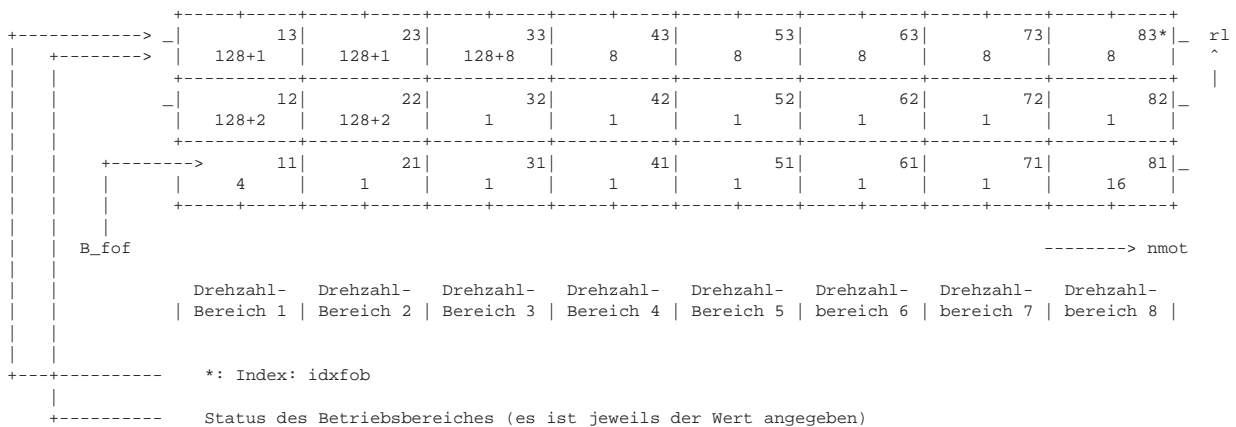 _| 13| 23| 33| 43| 53| 63| 73| 83*|_ rl
| 128+1 | 128+1 | 128+8 | 8 | 8 | 8 | 8 | 8 | ^
_| 12| 22| 32| 42| 52| 62| 72| 82|_
| 128+2 | 128+2 | 1 | 1 | 1 | 1 | 1 | 1 |
11| 21| 31| 41| 51| 61| 71| 81|_
| 4 | 1 | 1 | 1 | 1 | 1 | 1 | 16 |
B_fof --------> nmot
Drehzahl- Drehzahl- Drehzahl- Drehzahl- Drehzahl- Drehzahl- Drehzahl- Drehzahl-
| Bereich 1 | Bereich 2 | Bereich 3 | Bereich 4 | Bereich 5 | bereich 6 | bereich 7 | bereich 8 |
*: Index: idxfob
Status des Betriebsbereiches (es ist jeweils der Wert angegeben)